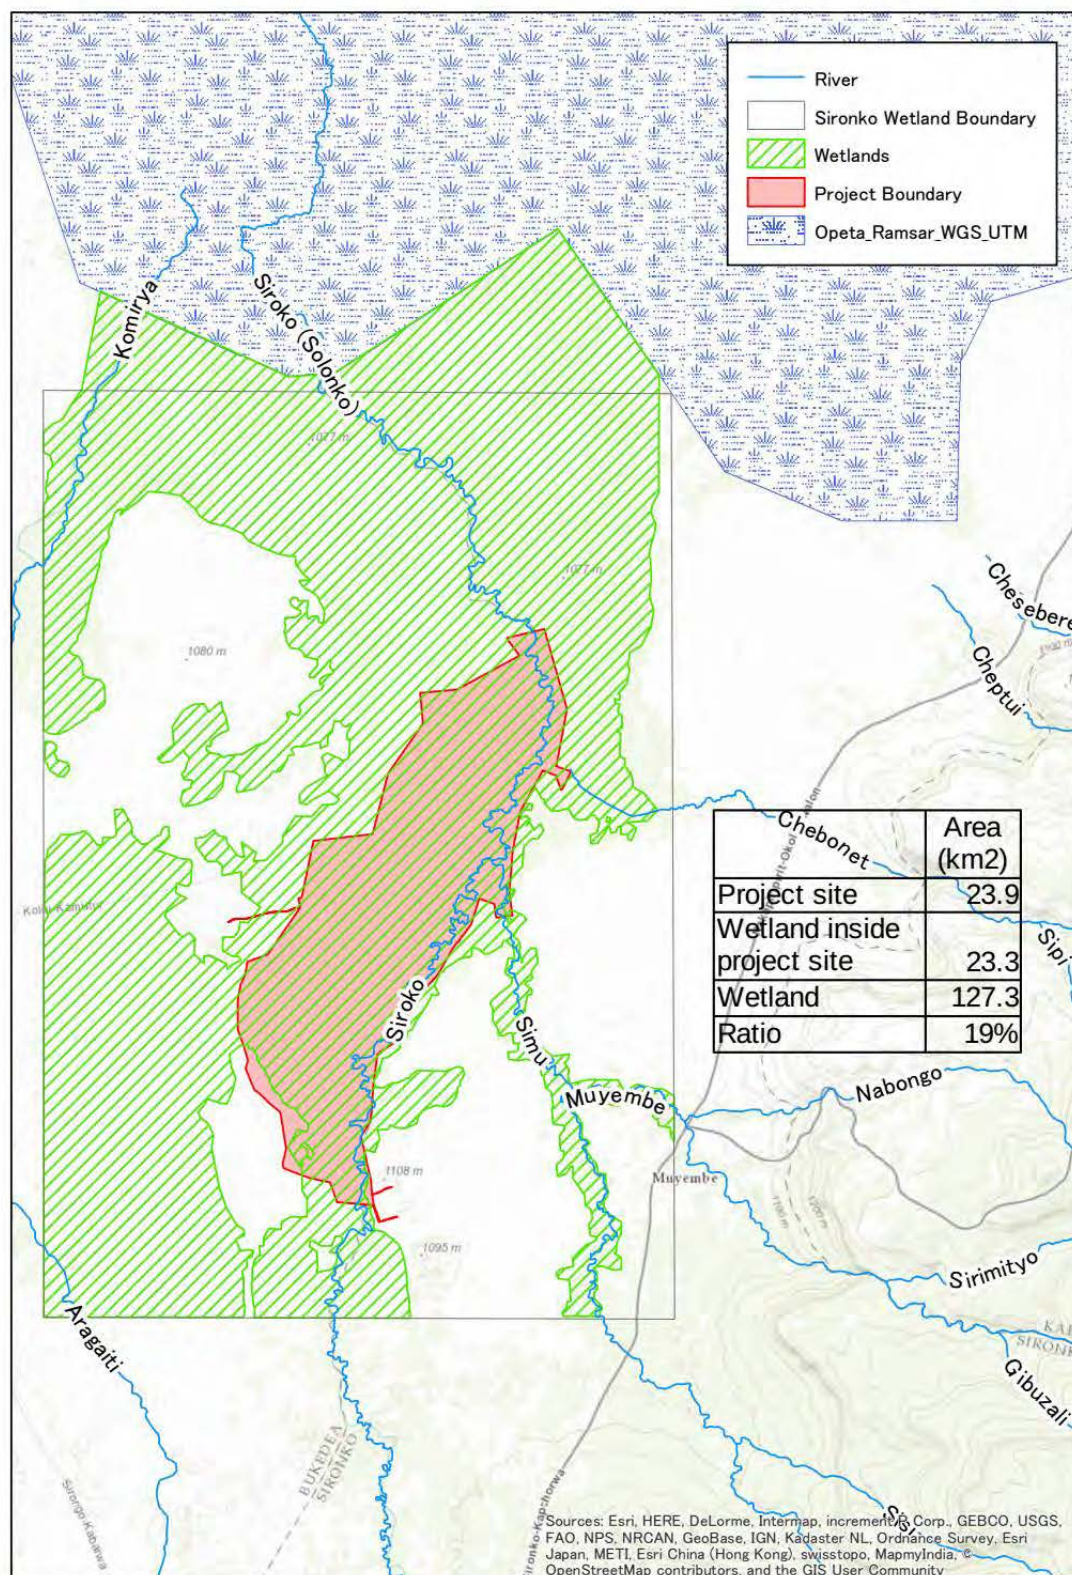 River
Sironko Wetland Boundary
Wetlands
Project Boundary
Opeta_Ramsar_WGS_UTM
Komirya
Siroko (Solonko)
1077 m
1077 m
1080 m
Chesebere
Cheptui
Chebonet
Sipi
Area
(km2)
Project site 23.9
Wetland inside
project site 23.3
Wetland 127.3
Ratio 19%
Siroko
Simu
Muyembe
Nabongo
Muyembe
1100 m
1200 m
1108 m
1095 m
Sirimityo
Aragaiti
Gibuzali
BUKEDEA
SIRONKO
Sisi
Sources: Esri, HERE, DeLorme, Intermap, increment P Corp., GEBCO, USGS,
FAO, NPS, NRCAN, GeoBase, IGN, Kadaster NL, Ordnance Survey, Esri
Japan, METI, Esri China (Hong Kong), swisstopo, MapmyIndia, ©
OpenStreetMap contributors, and the GIS User Community